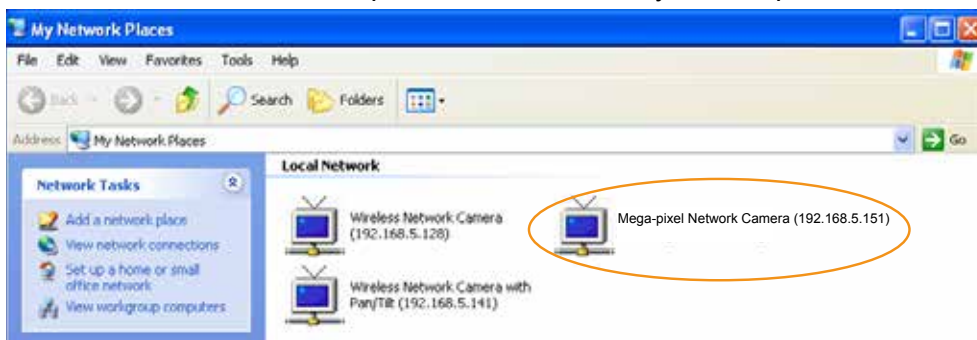 My Network Places
File Edit View Favorites Tools Help
Back Search Folders
Address My Network Places Go
Local Network
Network Tasks
Add a network place
View network connections
Set up a home or small
office network
View workgroup computers
Wireless Network Camera
(192.168.5.128)
Mega-pixel Network Camera (192.168.5.151)
Wireless Network Camera with
Pan/Tilt (192.168.5.141)